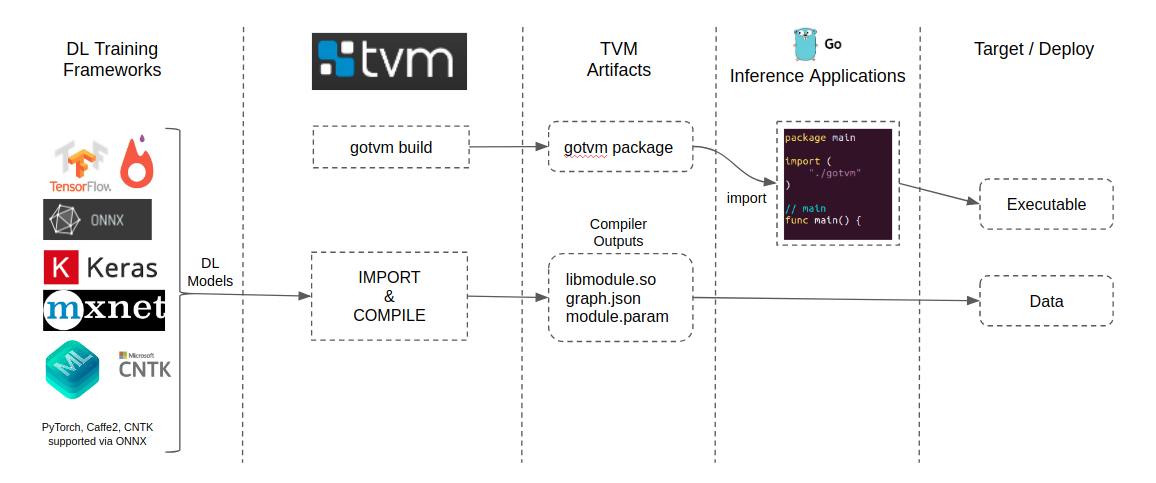 DL Training
Frameworks
TensorFlow
ONNX
Keras
mxnet
ML
Microsoft
CNTK
PyTorch, Caffe2, CNTK
supported via ONNX
DL
Models
tvm
gotvm build
IMPORT
&
COMPILE
TVM
Artifacts
gotvm package
Compiler
Outputs
libmodule.so
graph.json
module.param
Go
Inference Applications
import
package main
import (
"./gotvm"
)
// main
func main() {
Target / Deploy
Executable
Data